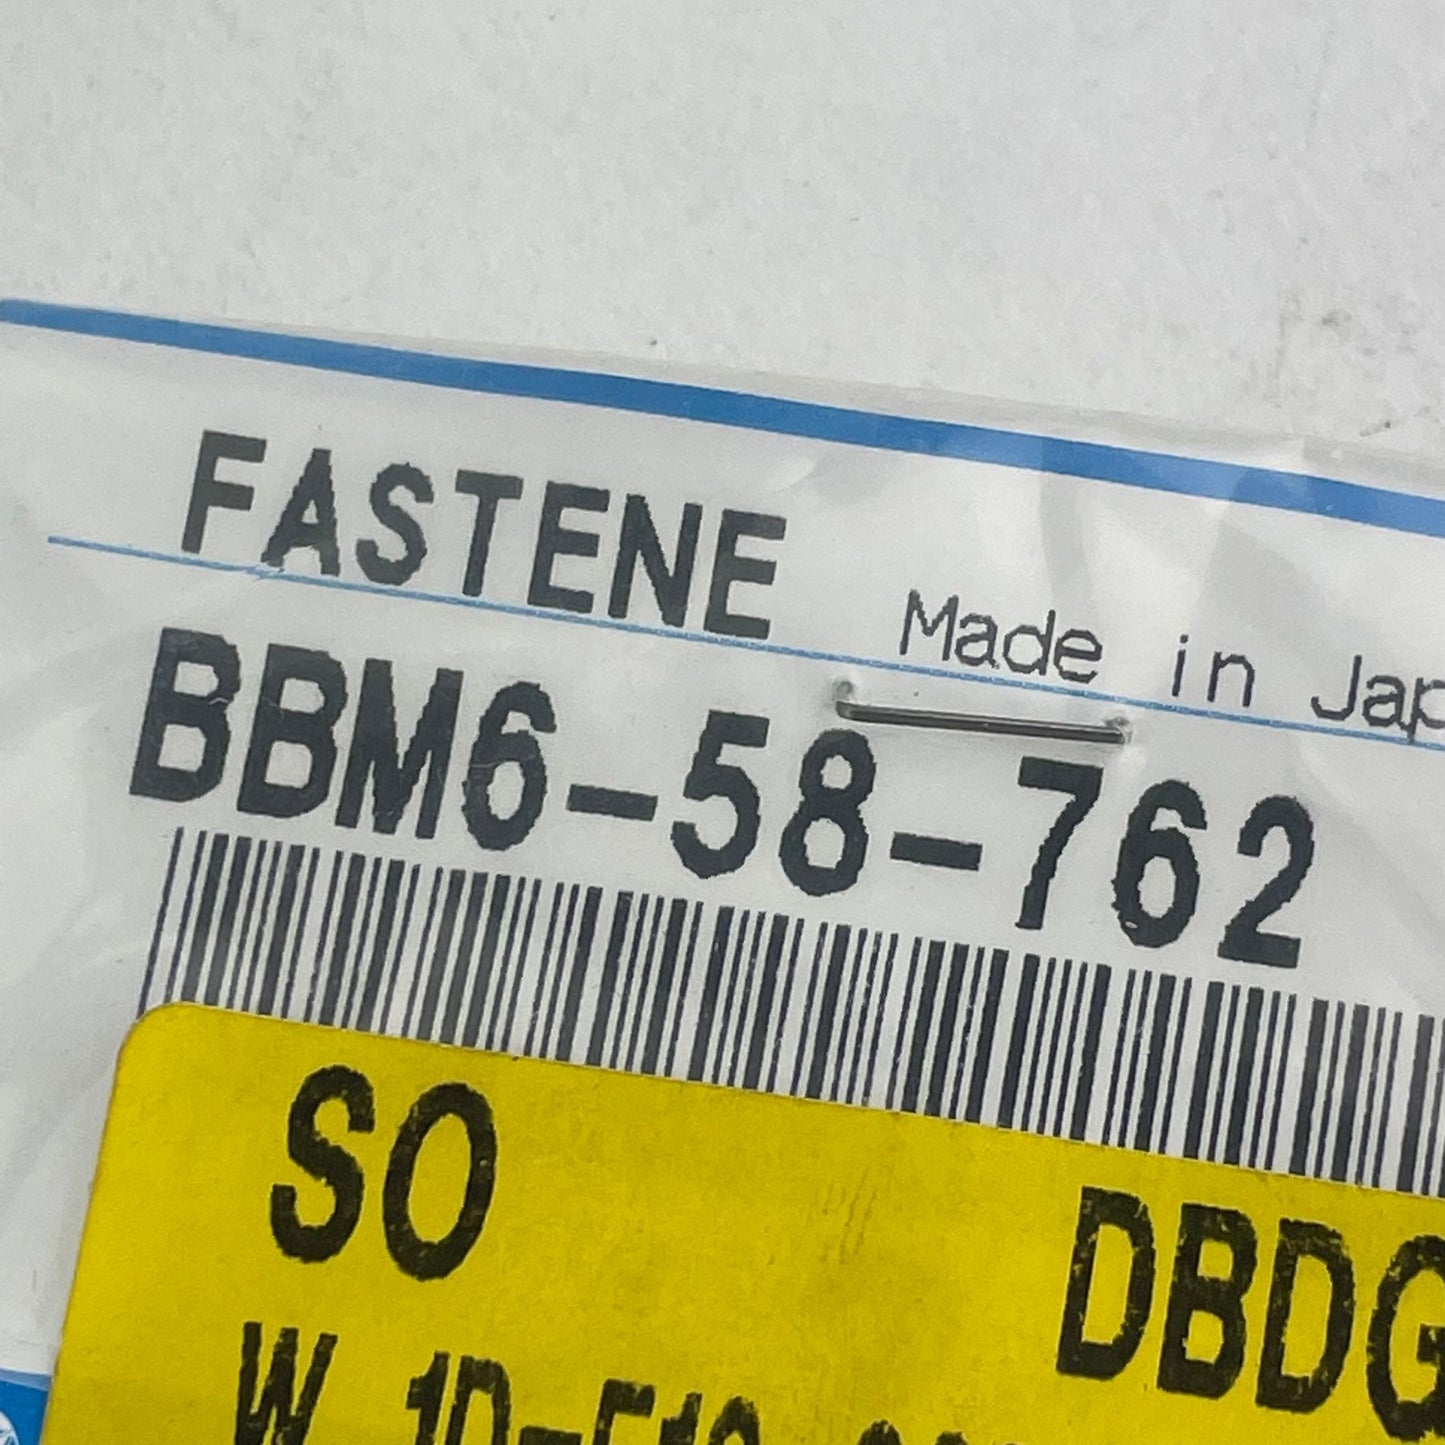 FASTENE
Made in Jap
BBM6-58-762
SO
DBDG
W